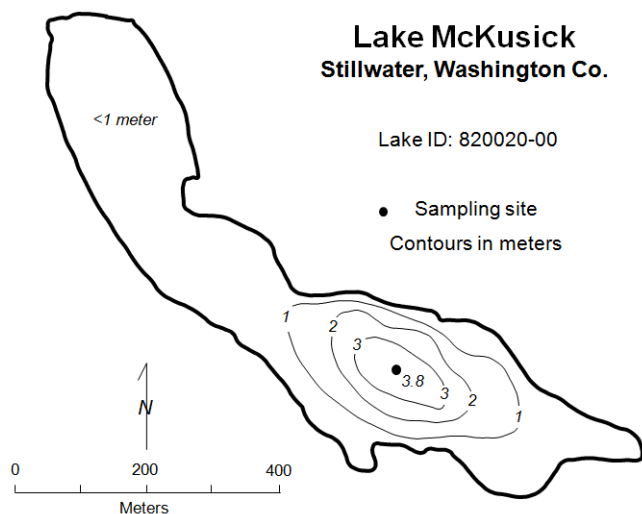 Lake McKusick
Stillwater, Washington Co.
<1 meter
Lake ID: 820020-00
Sampling site
Contours in meters
1
2
3
3.8
3
2
1
N
0 200 400
Meters